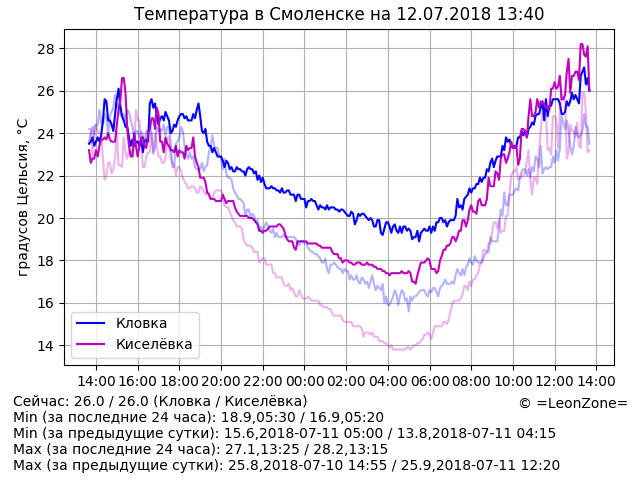 Температура в Смоленске на 12.07.2018 13:40
28
26
24
22
20
18
16
14
градусов Цельсия, °C
Кловка
Киселёвка
14:00 16:00 18:00 20:00 22:00 00:00 02:00 04:00 06:00 08:00 10:00 12:00 14:00
Сейчас: 26.0 / 26.0 (Кловка / Киселёвка)
© =LeonZone=
Min (за последние 24 часа): 18.9,05:30 / 16.9,05:20
Min (за предыдущие сутки): 15.6,2018-07-11 05:00 / 13.8,2018-07-11 04:15
Max (за последние 24 часа): 27.1,13:25 / 28.2,13:15
Max (за предыдущие сутки): 25.8,2018-07-10 14:55 / 25.9,2018-07-11 12:20